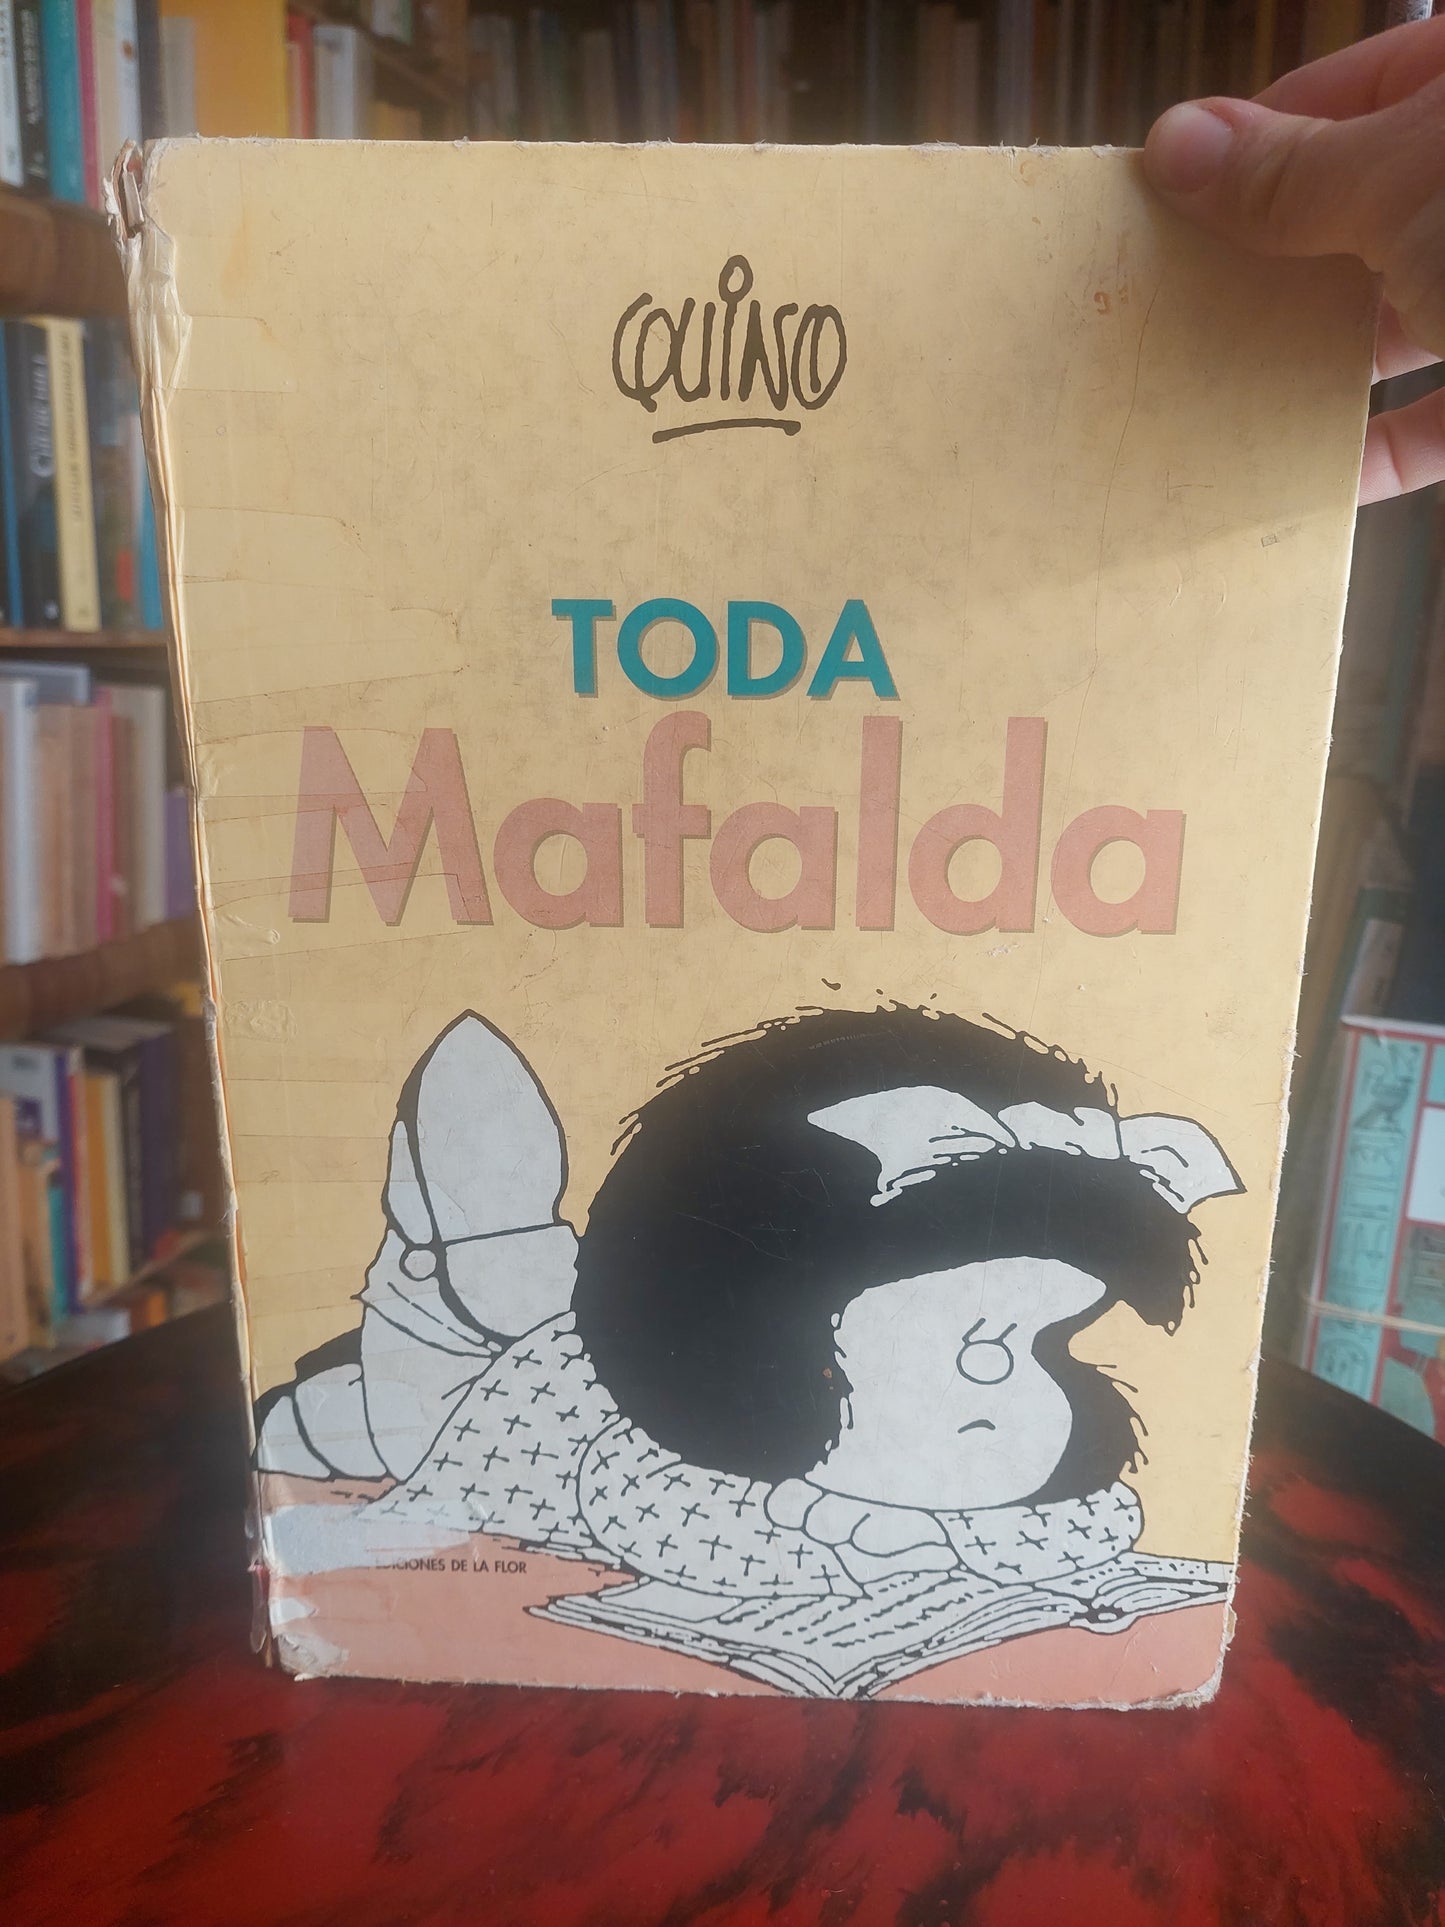 QUINO
TODA
Mafalda
EDICIONES DE LA FLOR